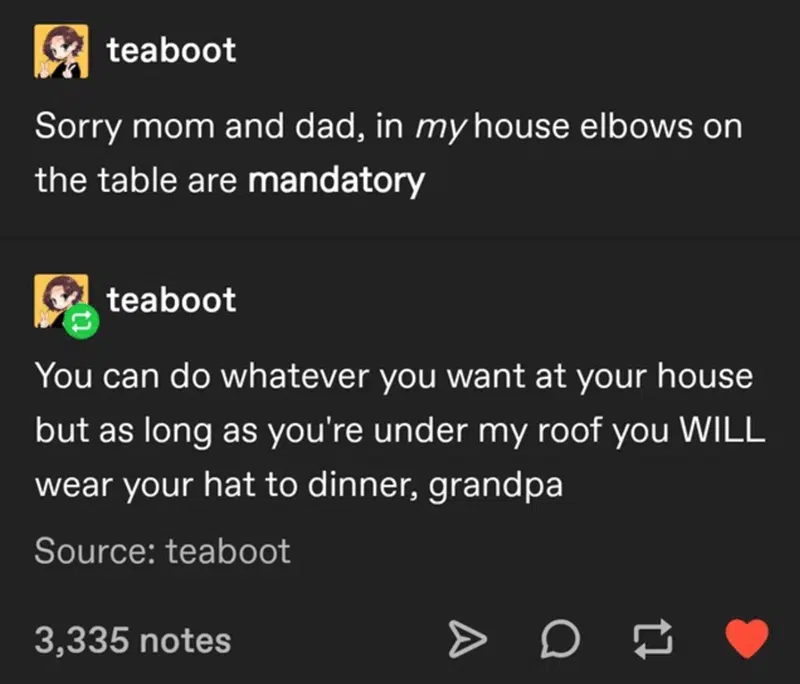 teaboot
Sorry mom and dad, in my house elbows on
the table are mandatory
teaboot
You can do whatever you want at your house
but as long as you're under my roof you WILL
wear your hat to dinner, grandpa
Source: teaboot
3,335 notes